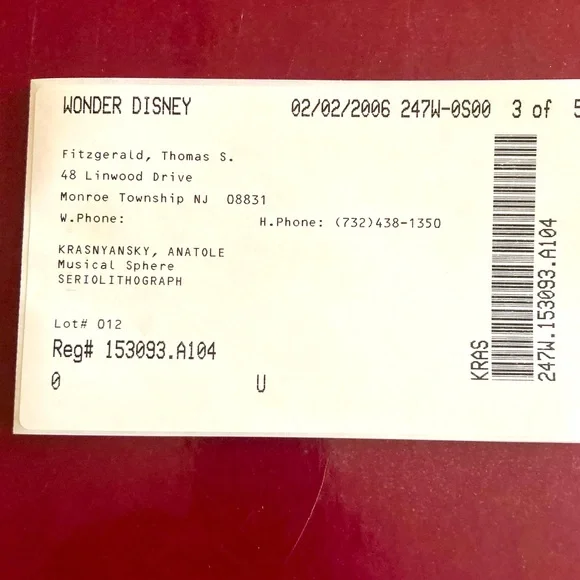 WONDER DISNEY 02/02/2006 247W-0S00 3 of 5
Fitzgerald, Thomas S.
48 Linwood Drive
Monroe Township NJ 08831
W.Phone: H.Phone: (732)438-1350
KRASNYANSKY, ANATOLE
Musical Sphere
SERIOLITHOGRAPH
Lot# 012
Reg# 153093.A104
0 U
KRAS
247W.153093.A104